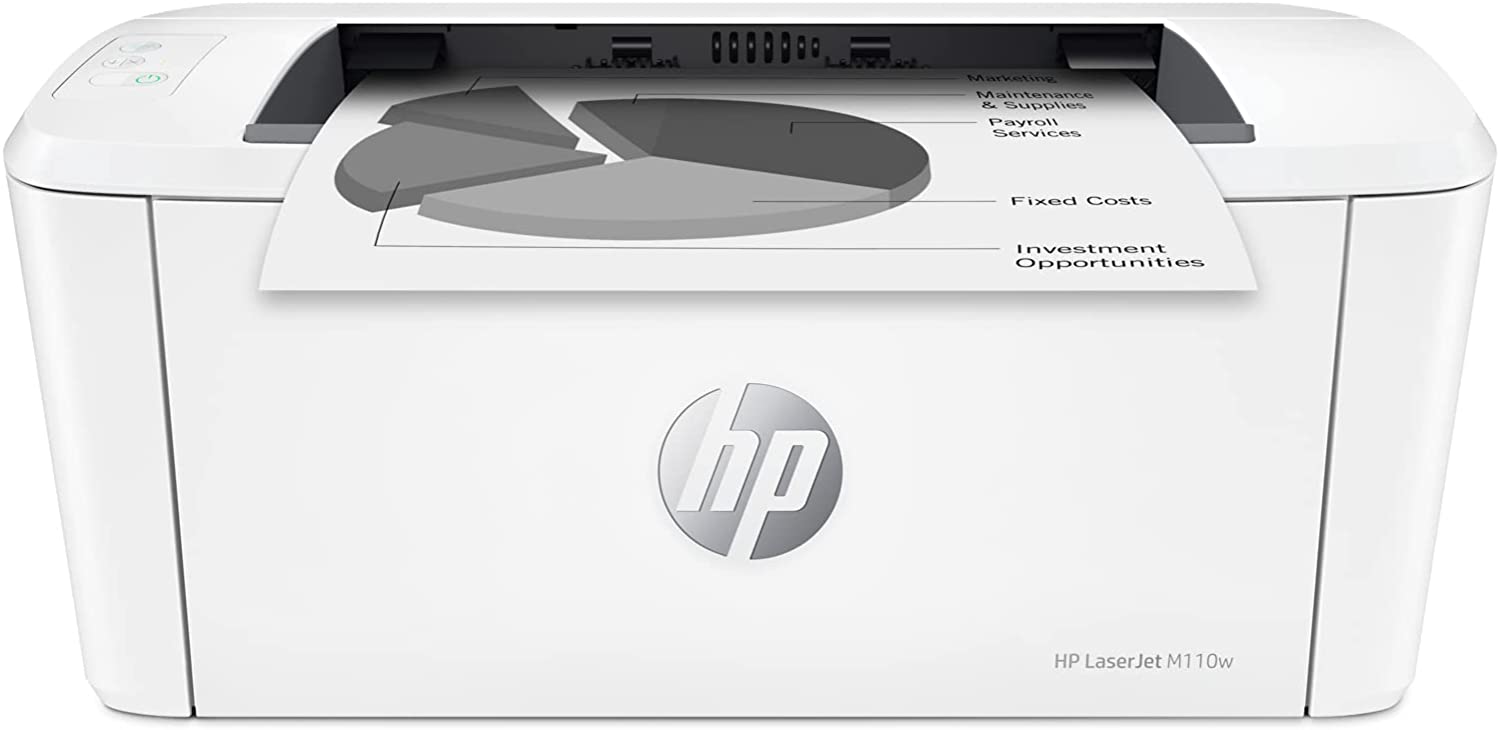 Marketing
Maintenance
& Supplies
Payroll
Services
Fixed Costs
Investment
Opportunities
hp
HP LaserJet M110w